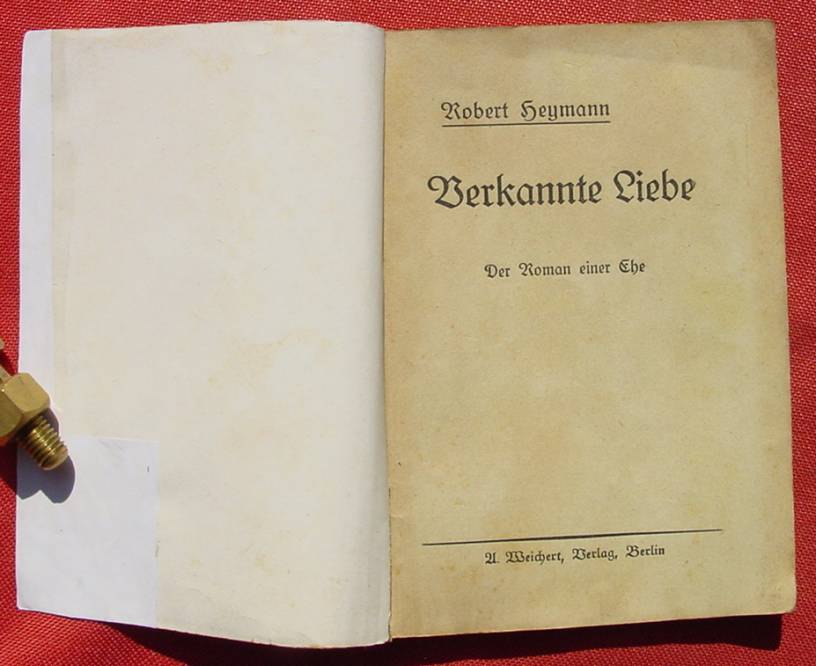 Robert Heymann
Verkannte Liebe
Der Roman einer Ehe
A. Weichert, Verlag, Berlin